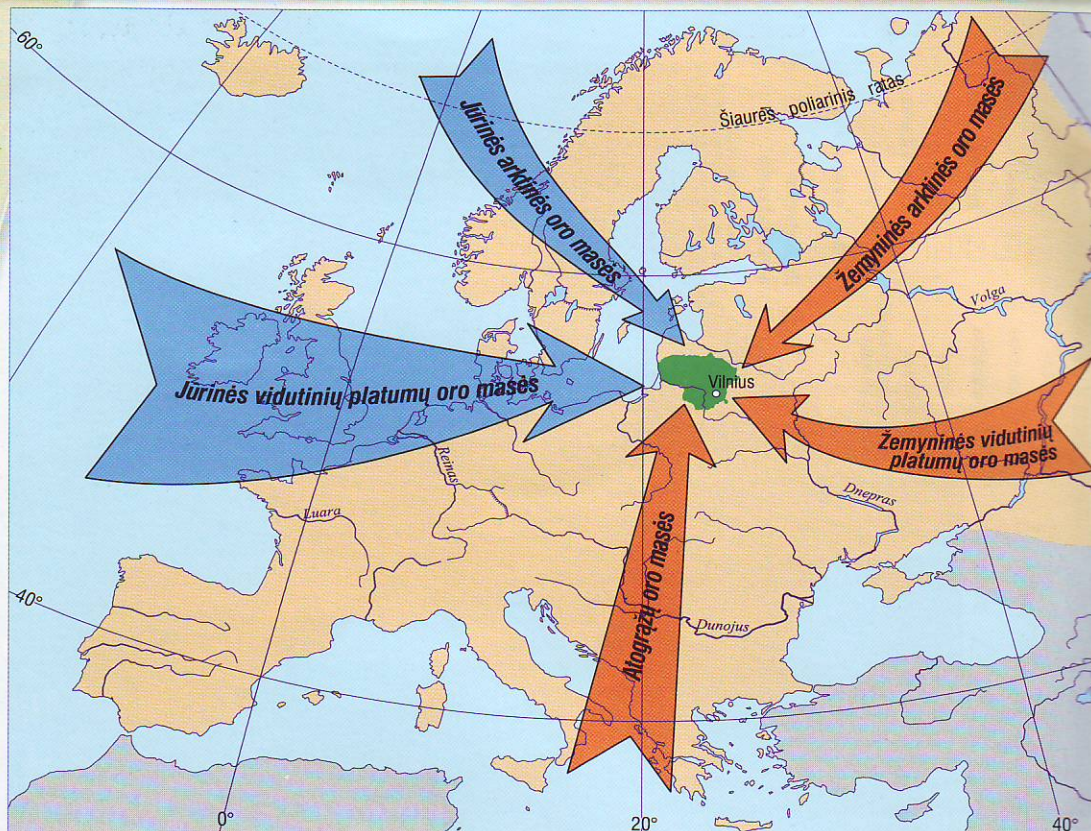 60°
Jūrinės arktinės oro masės
Šiaurės poliarinis ratas
Žemyninės arktinės oro masės
Volga
Jūrinės vidutinių platumų oro masės
Vilnius
Žemyninės vidutinių
platumų oro masės
Reinas
Dnepras
Luara
Atogrąžų oro masės
40°
Dunojus
0°
20°
40°